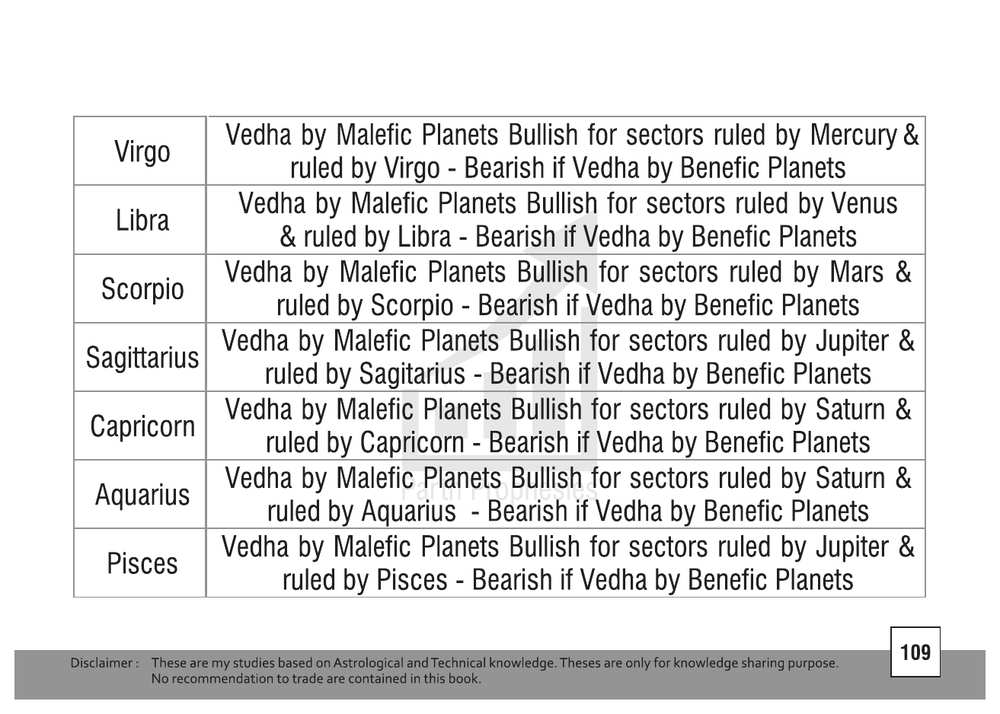 Virgo
Vedha by Malefic Planets Bullish for sectors ruled by Mercury &
ruled by Virgo - Bearish if Vedha by Benefic Planets
Libra
Vedha by Malefic Planets Bullish for sectors ruled by Venus
& ruled by Libra - Bearish if Vedha by Benefic Planets
Scorpio
Vedha by Malefic Planets Bullish for sectors ruled by Mars &
ruled by Scorpio - Bearish if Vedha by Benefic Planets
Sagittarius
Vedha by Malefic Planets Bullish for sectors ruled by Jupiter &
ruled by Sagitarius - Bearish if Vedha by Benefic Planets
Capricorn
Vedha by Malefic Planets Bullish for sectors ruled by Saturn &
ruled by Capricorn - Bearish if Vedha by Benefic Planets
Aquarius
Vedha by Malefic Planets Bullish for sectors ruled by Saturn &
Parth Prophesies
ruled by Aquarius - Bearish if Vedha by Benefic Planets
Pisces
Vedha by Malefic Planets Bullish for sectors ruled by Jupiter &
ruled by Pisces - Bearish if Vedha by Benefic Planets
109
Disclaimer : These are my studies based on Astrological and Technical knowledge. Theses are only for knowledge sharing purpose.
No recommendation to trade are contained in this book.